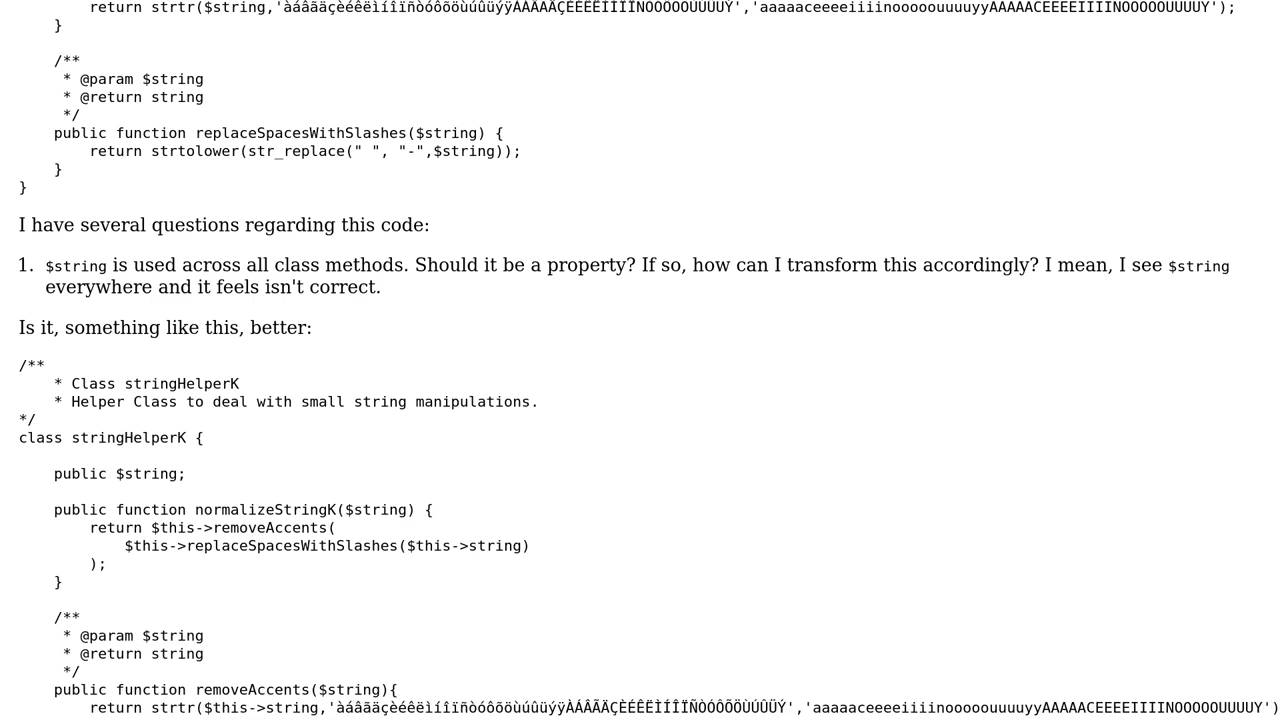 return strtr($string,'àáâãäçèéêëìíîïñòóôõöùúûüýÿÀÁÂÃÄÇÈÉÊËÌÍÎÏÑÒÓÔÕÖÙÚÛÜÝ','aaaaaceeeeiiiinooooouuuuyyAAAAACEEEEIIIINOOOOOUUUUY');
}
/**
* @param $string
* @return string
*/
public function replaceSpacesWithSlashes($string) {
return strtolower(str_replace(" ", "-",$string));
}
}
I have several questions regarding this code:
1. $string is used across all class methods. Should it be a property? If so, how can I transform this accordingly? I mean, I see $string
everywhere and it feels isn't correct.
Is it, something like this, better:
/**
* Class stringHelperK
* Helper Class to deal with small string manipulations.
*/
class stringHelperK {
public $string;
public function normalizeStringK($string) {
return $this->removeAccents(
$this->replaceSpacesWithSlashes($this->string)
);
}
/**
* @param $string
* @return string
*/
public function removeAccents($string){
return strtr($this->string,'àáâãäçèéêëìíîïñòóôõöùúûüýÿÀÁÂÃÄÇÈÉÊËÌÍÎÏÑÒÓÔÕÖÙÚÛÜÝ','aaaaaceeeeiiiinooooouuuuyyAAAAACEEEEIIIINOOOOOUUUUY')